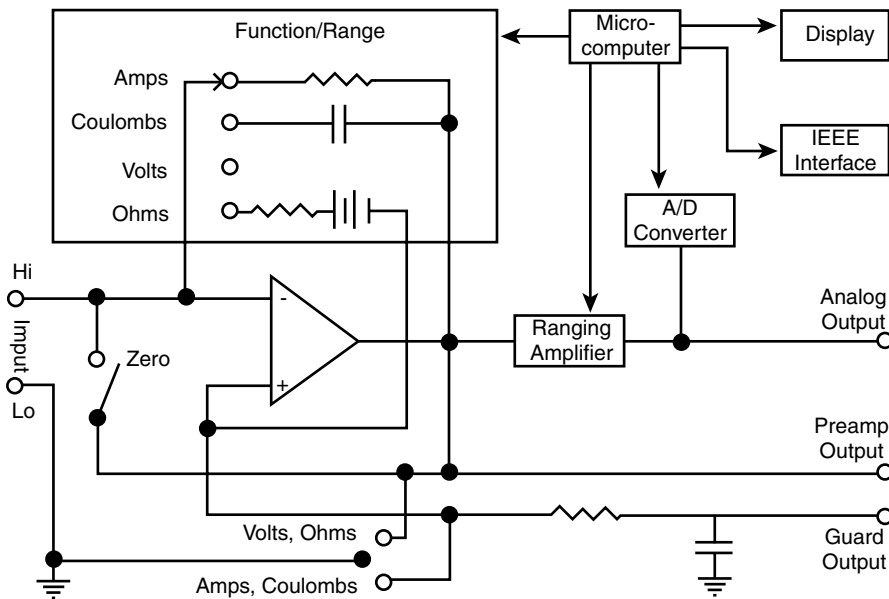 Function/Range
Amps
Coulombs
Volts
Ohms
Micro-
computer
Display
IEEE
Interface
A/D
Converter
Hi
Imput
Lo
Zero
-
+
Ranging
Amplifier
Analog
Output
Preamp
Output
Guard
Output
Volts, Ohms
Amps, Coulombs